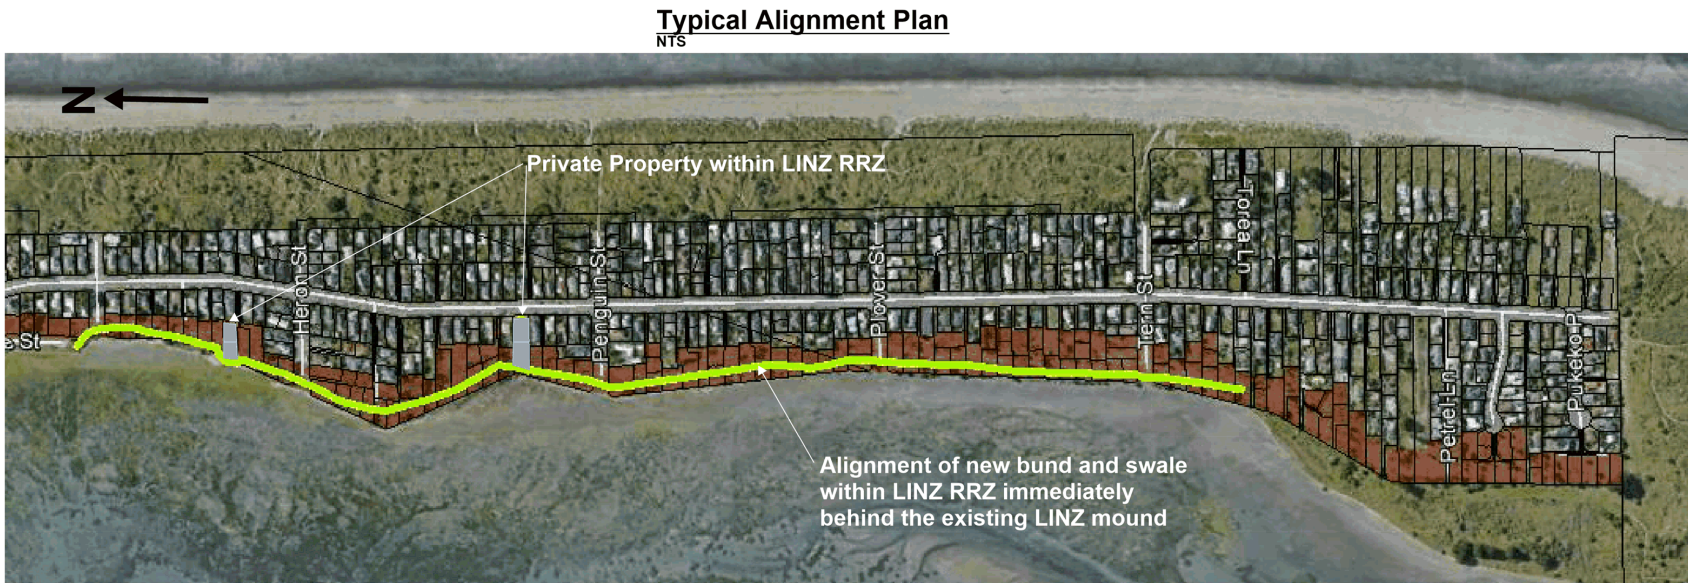 Typical Alignment Plan
NTS
N
Private Property within LINZ RRZ
Torea Ln
Heron St
Penguin St
Plover St
Tern St
e St
Petrel Ln
Pukeko P
Alignment of new bund and swale
within LINZ RRZ immediately
behind the existing LINZ mound